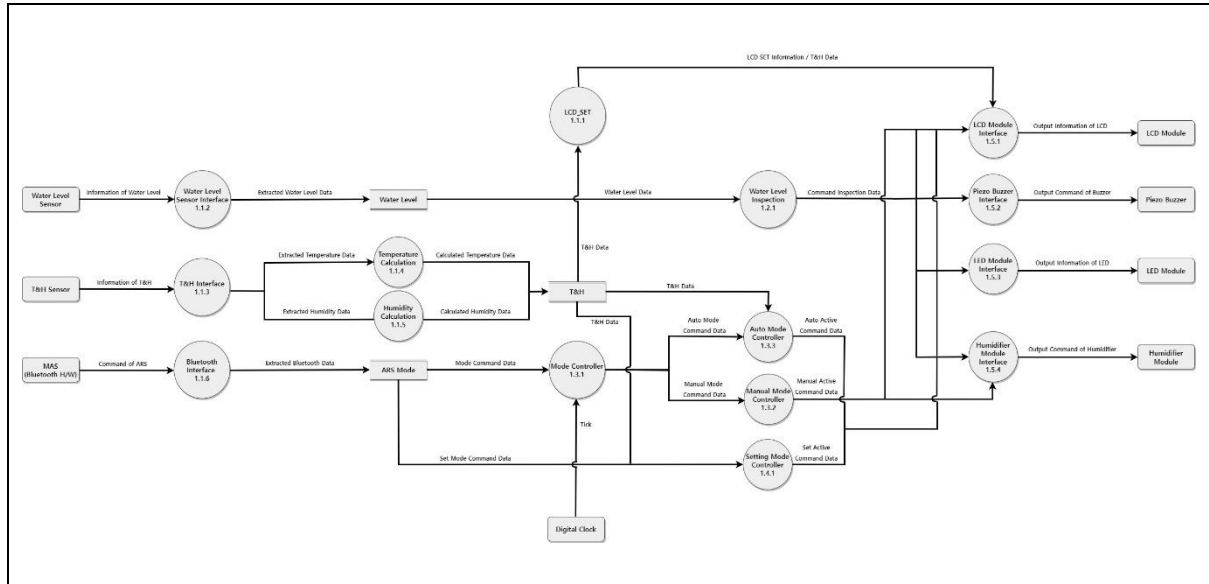 LCD SET Information / T&H Data
LCD_SET
1.1.1
LCD Module
Interface
1.5.1
Output Information of LCD
LCD Module
Water Level
Sensor
Information of Water Level
Water Level
Sensor Interface
1.1.2
Extracted Water Level Data
Water Level
Water Level Data
Water Level
Inspection
1.2.1
Command Inspection Data
Piezo Buzzer
Interface
1.5.2
Output Command of Buzzer
Piezo Buzzer
T&H Data
Extracted Temperature Data
Temperature
Calculation
1.1.4
Calculated Temperature Data
LED Module
Interface
1.5.3
Output Information of LED
LED Module
T&H Sensor
Information of T&H
T&H Interface
1.1.3
T&H
T&H Data
Extracted Humidity Data
Humidity
Calculation
1.1.5
Calculated Humidity Data
T&H Data
Auto Mode
Command Data
Auto Mode
Controller
1.3.3
Auto Active
Command Data
MAS
(Bluetooth H/W)
Command of ARS
Bluetooth
Interface
1.1.6
Extracted Bluetooth Data
ARS Mode
Mode Command Data
Mode Controller
1.3.1
Humidifier
Module
Interface
1.5.4
Output Command of Humidifier
Humidifier
Module
Manual Mode
Command Data
Manual Mode
Controller
1.3.2
Manual Active
Command Data
Tick
Set Mode Command Data
Setting Mode
Controller
1.4.1
Set Active
Command Data
Digital Clock